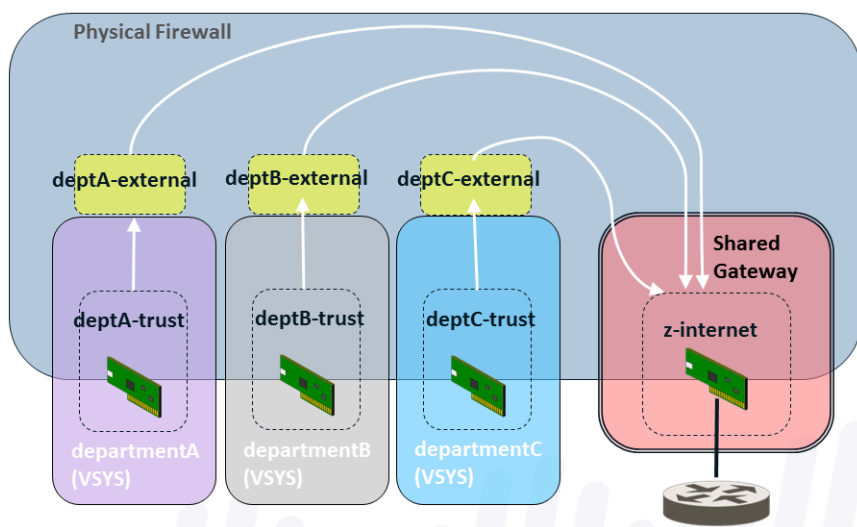 Physical Firewall
deptA-external
deptB-external
deptC-external
Shared
Gateway
deptA-trust
deptB-trust
deptC-trust
z-internet
departmentA
(VSYS)
departmentB
(VSYS)
departmentC
(VSYS)